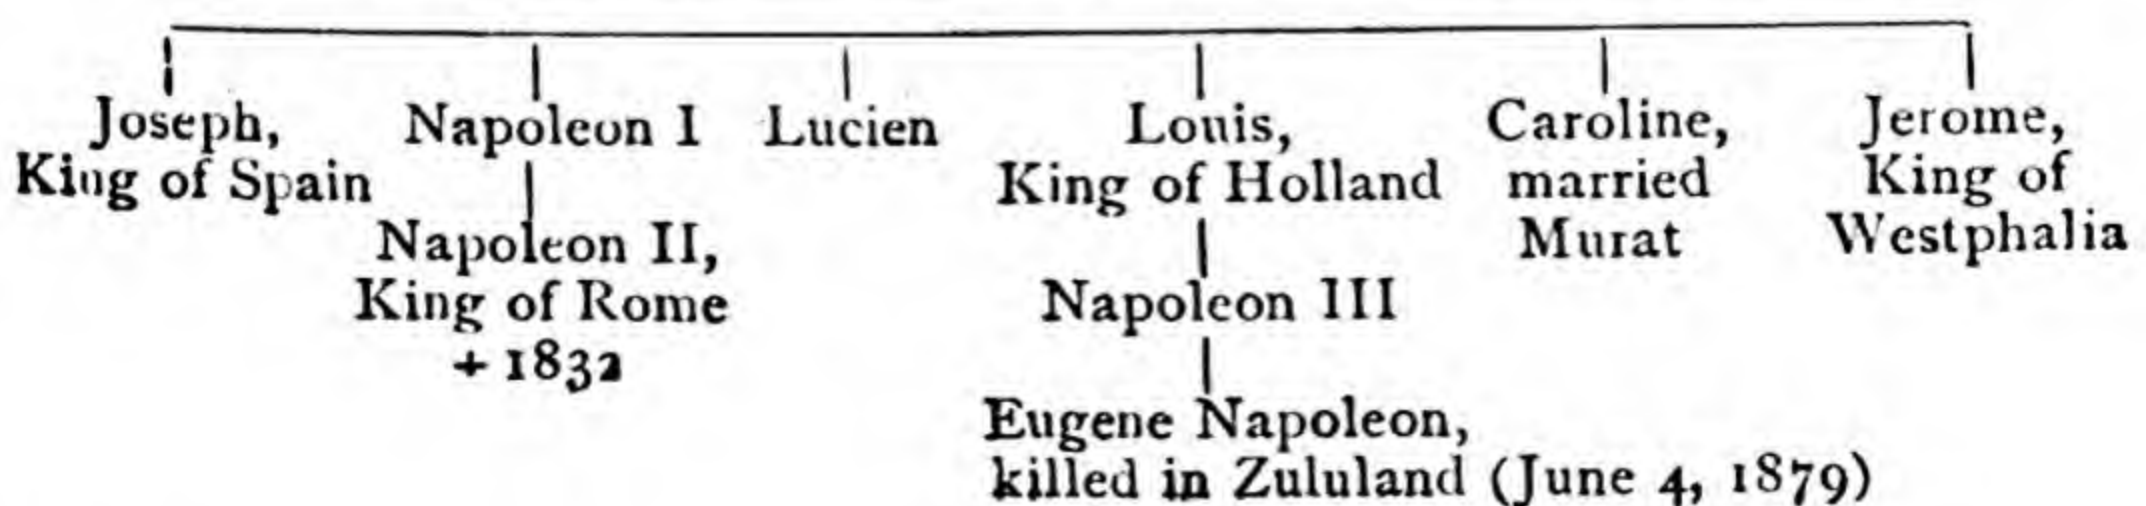 Joseph,
King of Spain
Napoleon I
Napoleon II,
King of Rome
+ 1832
Lucien
Louis,
King of Holland
Napoleon III
Eugene Napoleon,
killed in Zululand (June 4, 1879)
Caroline,
married
Murat
Jerome,
King of
Westphalia